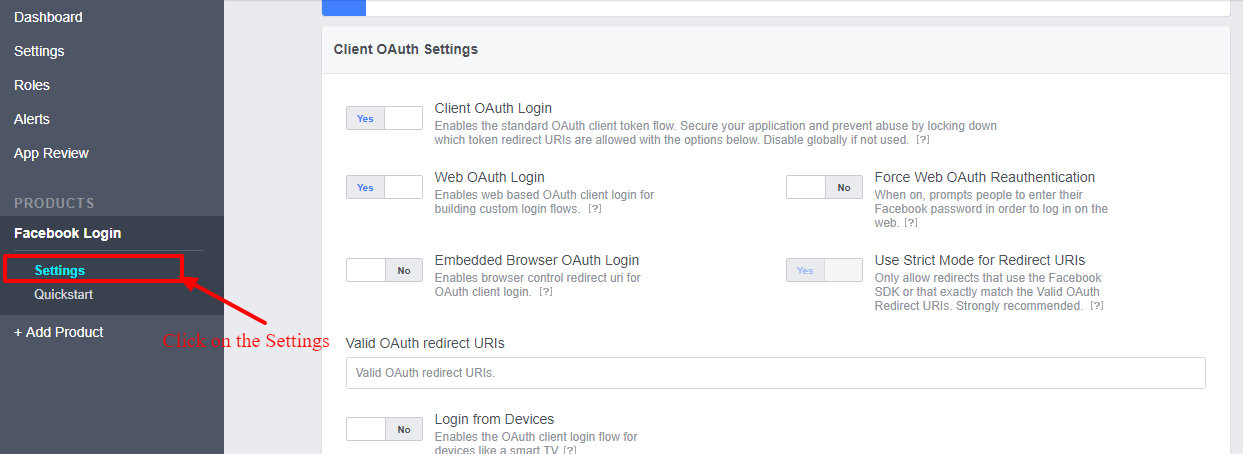 Dashboard
Settings
Roles
Alerts
App Review
PRODUCTS
Facebook Login
Settings
Quickstart
+ Add Product
Click on the Settings
Client OAuth Settings
Yes
Client OAuth Login
Enables the standard OAuth client token flow. Secure your application and prevent abuse by locking down
which token redirect URIs are allowed with the options below. Disable globally if not used. [?]
Yes
Web OAuth Login
Enables web based OAuth client login for
building custom login flows. [?]
No
Force Web OAuth Reauthentication
When on, prompts people to enter their
Facebook password in order to log in on the
web. [?]
No
Embedded Browser OAuth Login
Enables browser control redirect uri for
OAuth client login. [?]
Yes
Use Strict Mode for Redirect URIs
Only allow redirects that use the Facebook
SDK or that exactly match the Valid OAuth
Redirect URIs. Strongly recommended. [?]
Valid OAuth redirect URIs
Valid OAuth redirect URIs.
No
Login from Devices
Enables the OAuth client login flow for
devices like a smart TV [?]